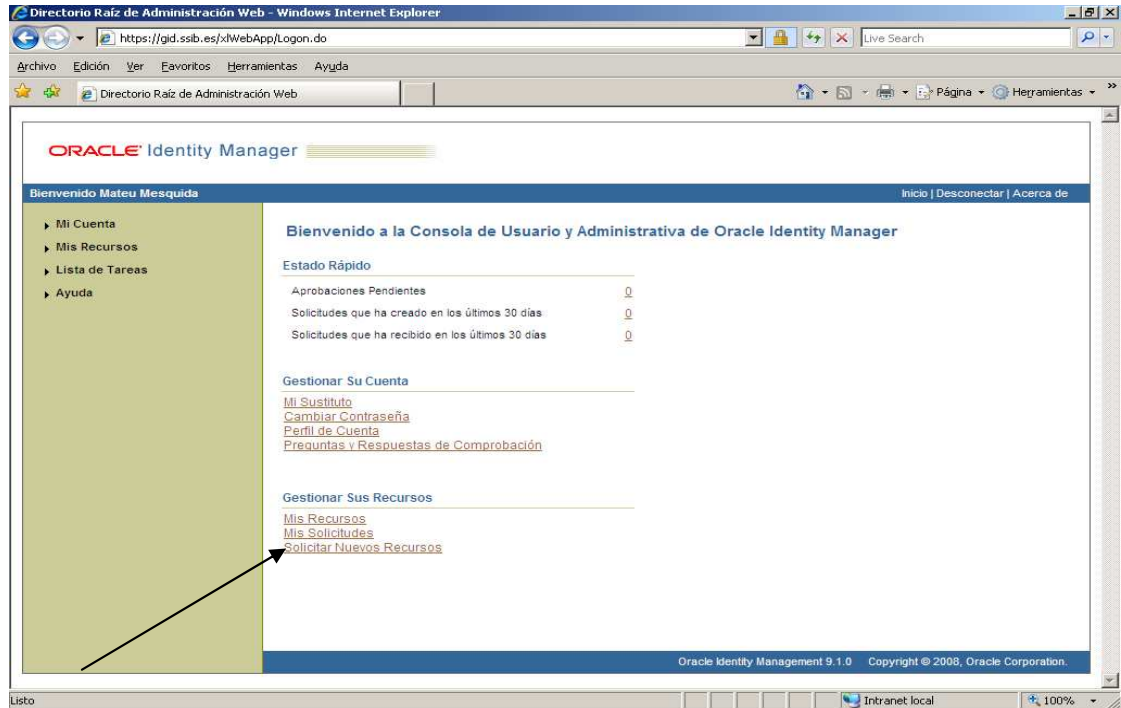 Directorio Raíz de Administración Web - Windows Internet Explorer
https://gid.ssib.es/xlWebApp/Logon.do
Live Search
Archivo Edición Ver Favoritos Herramientas Ayuda
Directorio Raíz de Administración Web
Página Herramientas »
ORACLE Identity Manager
Bienvenido Mateu Mesquida
Inicio | Desconectar | Acerca de
Mi Cuenta
Mis Recursos
Lista de Tareas
Ayuda
Bienvenido a la Consola de Usuario y Administrativa de Oracle Identity Manager
Estado Rápido
Aprobaciones Pendientes 0
Solicitudes que ha creado en los últimos 30 días 0
Solicitudes que ha recibido en los últimos 30 días 0
Gestionar Su Cuenta
Mi Sustituto
Cambiar Contraseña
Perfil de Cuenta
Preguntas y Respuestas de Comprobación
Gestionar Sus Recursos
Mis Recursos
Mis Solicitudes
Solicitar Nuevos Recursos
Oracle Identity Management 9.1.0 Copyright © 2008, Oracle Corporation.
Listo
Intranet local
100%